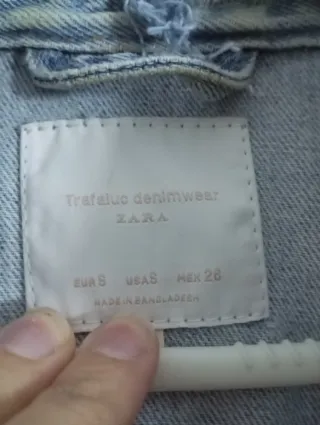 Trafaluc denimwear
ZARA
EUR S USA S MEX 26
MADE IN BANGLADESH